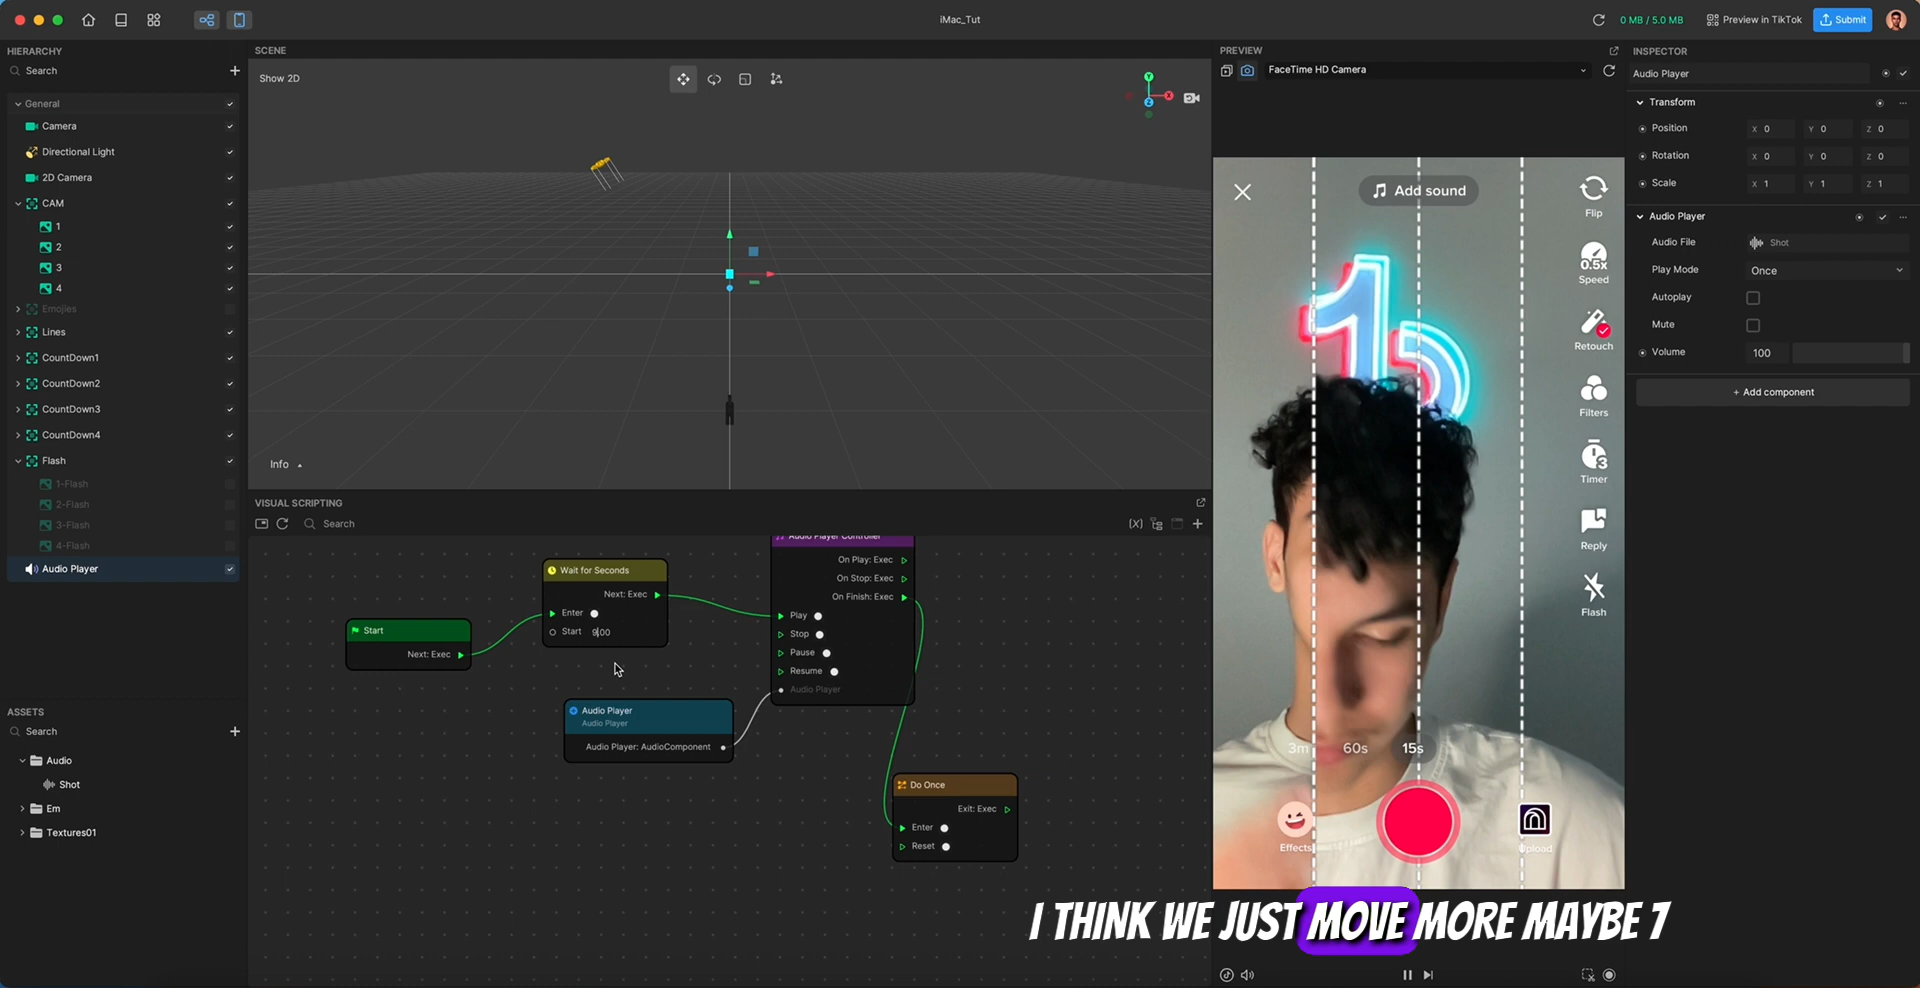 iMac_Tut
0 MB / 5.0 MB
Preview in TikTok
Submit
HIERARCHY
Search
General
Camera
Directional Light
2D Camera
CAM
1
2
3
4
Emojies
Lines
CountDown1
CountDown2
CountDown3
CountDown4
Flash
1-Flash
2-Flash
3-Flash
4-Flash
Audio Player
ASSETS
Search
Audio
Shot
Em
Textures01
SCENE
Show 2D
Y
X
Z
Info
VISUAL SCRIPTING
Search
(X)
Start
Next: Exec
Wait for Seconds
Next: Exec
Enter
Start 9.00
Audio Player
Audio Player
Audio Player: AudioComponent
Audio Player Controller
On Play: Exec
On Stop: Exec
On Finish: Exec
Play
Stop
Pause
Resume
Audio Player
Do Once
Exit: Exec
Enter
Reset
PREVIEW
FaceTime HD Camera
Add sound
Flip
0.5x
Speed
Retouch
Filters
3
Timer
Reply
Flash
3m 60s 15s
Effects
Upload
INSPECTOR
Audio Player
Transform
Position X 0 Y 0 Z 0
Rotation X 0 Y 0 Z 0
Scale X 1 Y 1 Z 1
Audio Player
Audio File Shot
Play Mode Once
Autoplay
Mute
Volume 100
+ Add component
I THINK WE JUST MOVE MORE MAYBE 7